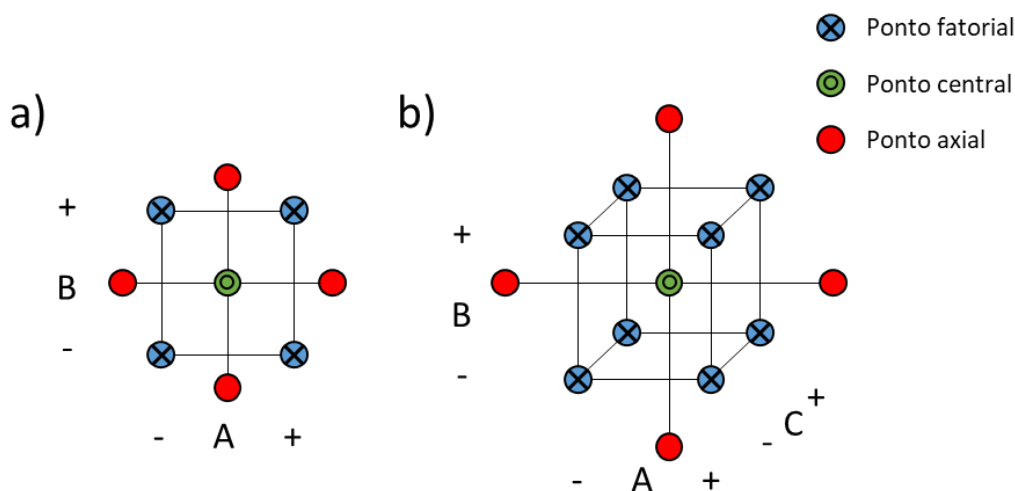 Ponto fatorial
Ponto central
Ponto axial
a)
b)
+
B
-
- A +
+
B
-
- A +
- C +